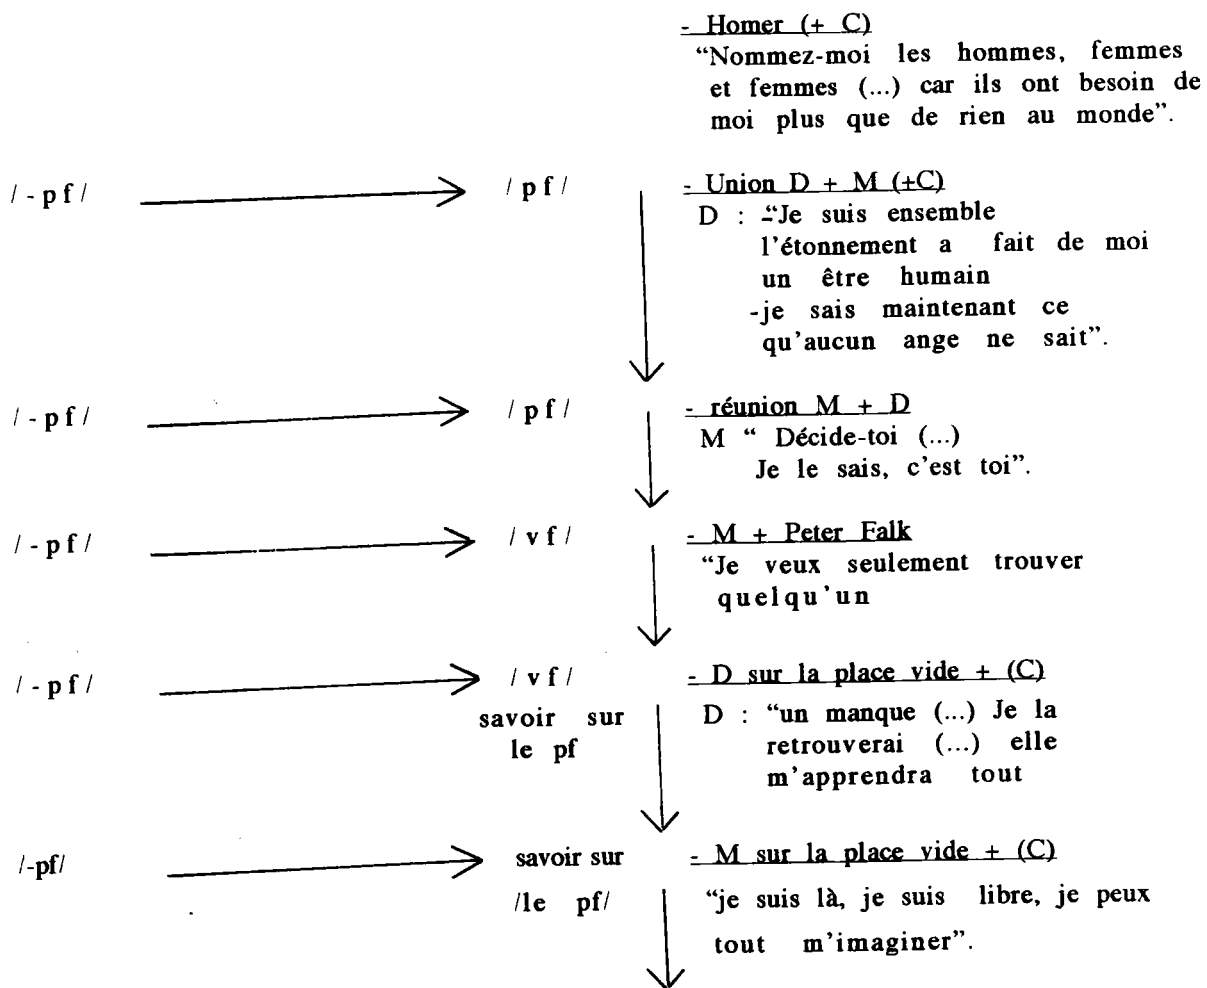 - Homer (+ C)
“Nommez-moi les hommes, femmes
et femmes (...) car ils ont besoin de
moi plus que de rien au monde”.
/ - p f / / p f / - Union D + M (+C)
D : -“Je suis ensemble
l'étonnement a fait de moi
un être humain
-je sais maintenant ce
qu'aucun ange ne sait”.
/ - p f / / p f / - réunion M + D
M “ Décide-toi (...)
Je le sais, c'est toi”.
/ - p f / / v f / - M + Peter Falk
“Je veux seulement trouver
quelqu'un
/ - p f / / v f / - D sur la place vide + (C)
savoir sur D : “un manque (...) Je la
le pf retrouverai (...) elle
m'apprendra tout
/-pf/ savoir sur - M sur la place vide + (C)
/le pf/ “je suis là, je suis libre, je peux
tout m'imaginer”.